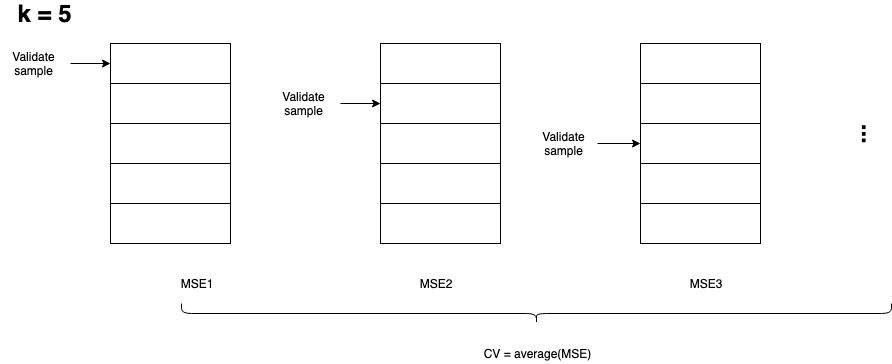 k = 5
Validate
sample
Validate
sample
Validate
sample
⋮
MSE1
MSE2
MSE3
CV = average(MSE)